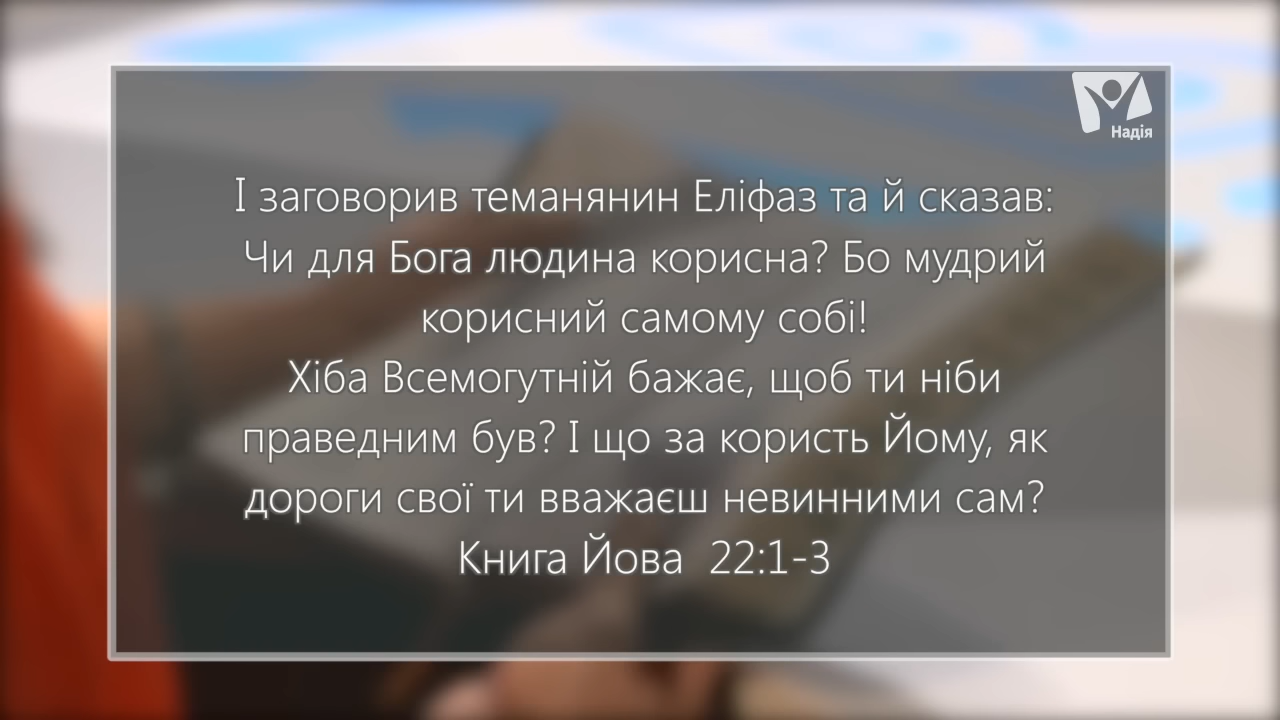 Надія
І заговорив теманянин Еліфаз та й сказав:
Чи для Бога людина корисна? Бо мудрий
корисний самому собі!
Хіба Всемогутній бажає, щоб ти ніби
праведним був? І що за користь Йому, як
дороги свої ти вважаєш невинними сам?
Книга Йова 22:1-3